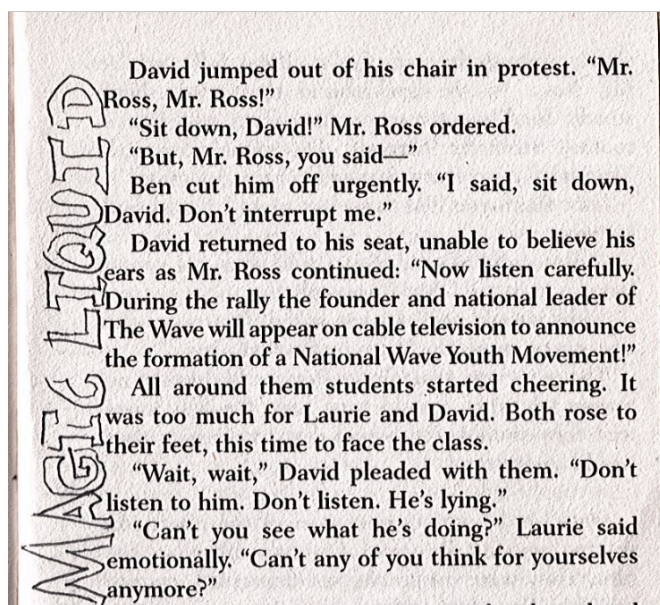 David jumped out of his chair in protest. “Mr.
Ross, Mr. Ross!”
“Sit down, David!” Mr. Ross ordered.
“But, Mr. Ross, you said—”
Ben cut him off urgently. “I said, sit down,
David. Don’t interrupt me.”
David returned to his seat, unable to believe his
ears as Mr. Ross continued: “Now listen carefully.
During the rally the founder and national leader of
The Wave will appear on cable television to announce
the formation of a National Wave Youth Movement!”
All around them students started cheering. It
was too much for Laurie and David. Both rose to
their feet, this time to face the class.
“Wait, wait,” David pleaded with them. “Don’t
listen to him. Don’t listen. He’s lying.”
“Can’t you see what he’s doing?” Laurie said
emotionally. “Can’t any of you think for yourselves
anymore?”
MAGIC LIQUID